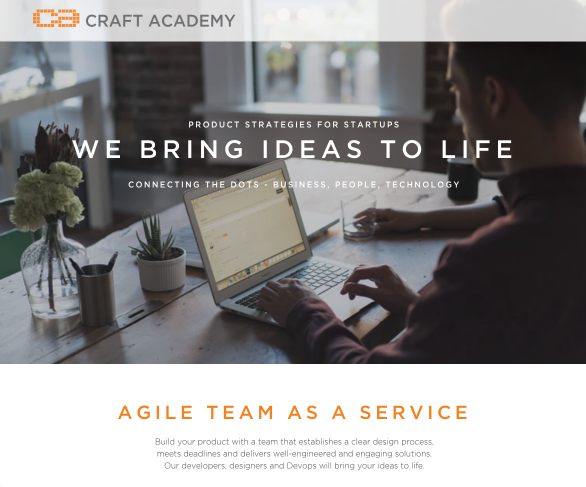 CRAFT ACADEMY
PRODUCT STRATEGIES FOR STARTUPS
WE BRING IDEAS TO LIFE
CONNECTING THE DOTS - BUSINESS, PEOPLE, TECHNOLOGY
AGILE TEAM AS A SERVICE
Build your product with a team that establishes a clear design process,
meets deadlines and delivers well-engineered and engaging solutions.
Our developers, designers and Devops will bring your ideas to life.